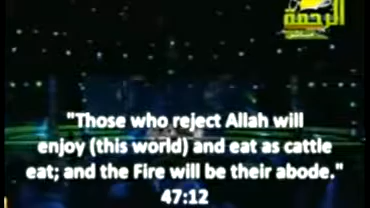 الرحمة
"Those who reject Allah will
enjoy (this world) and eat as cattle
eat; and the Fire will be their abode."
47:12